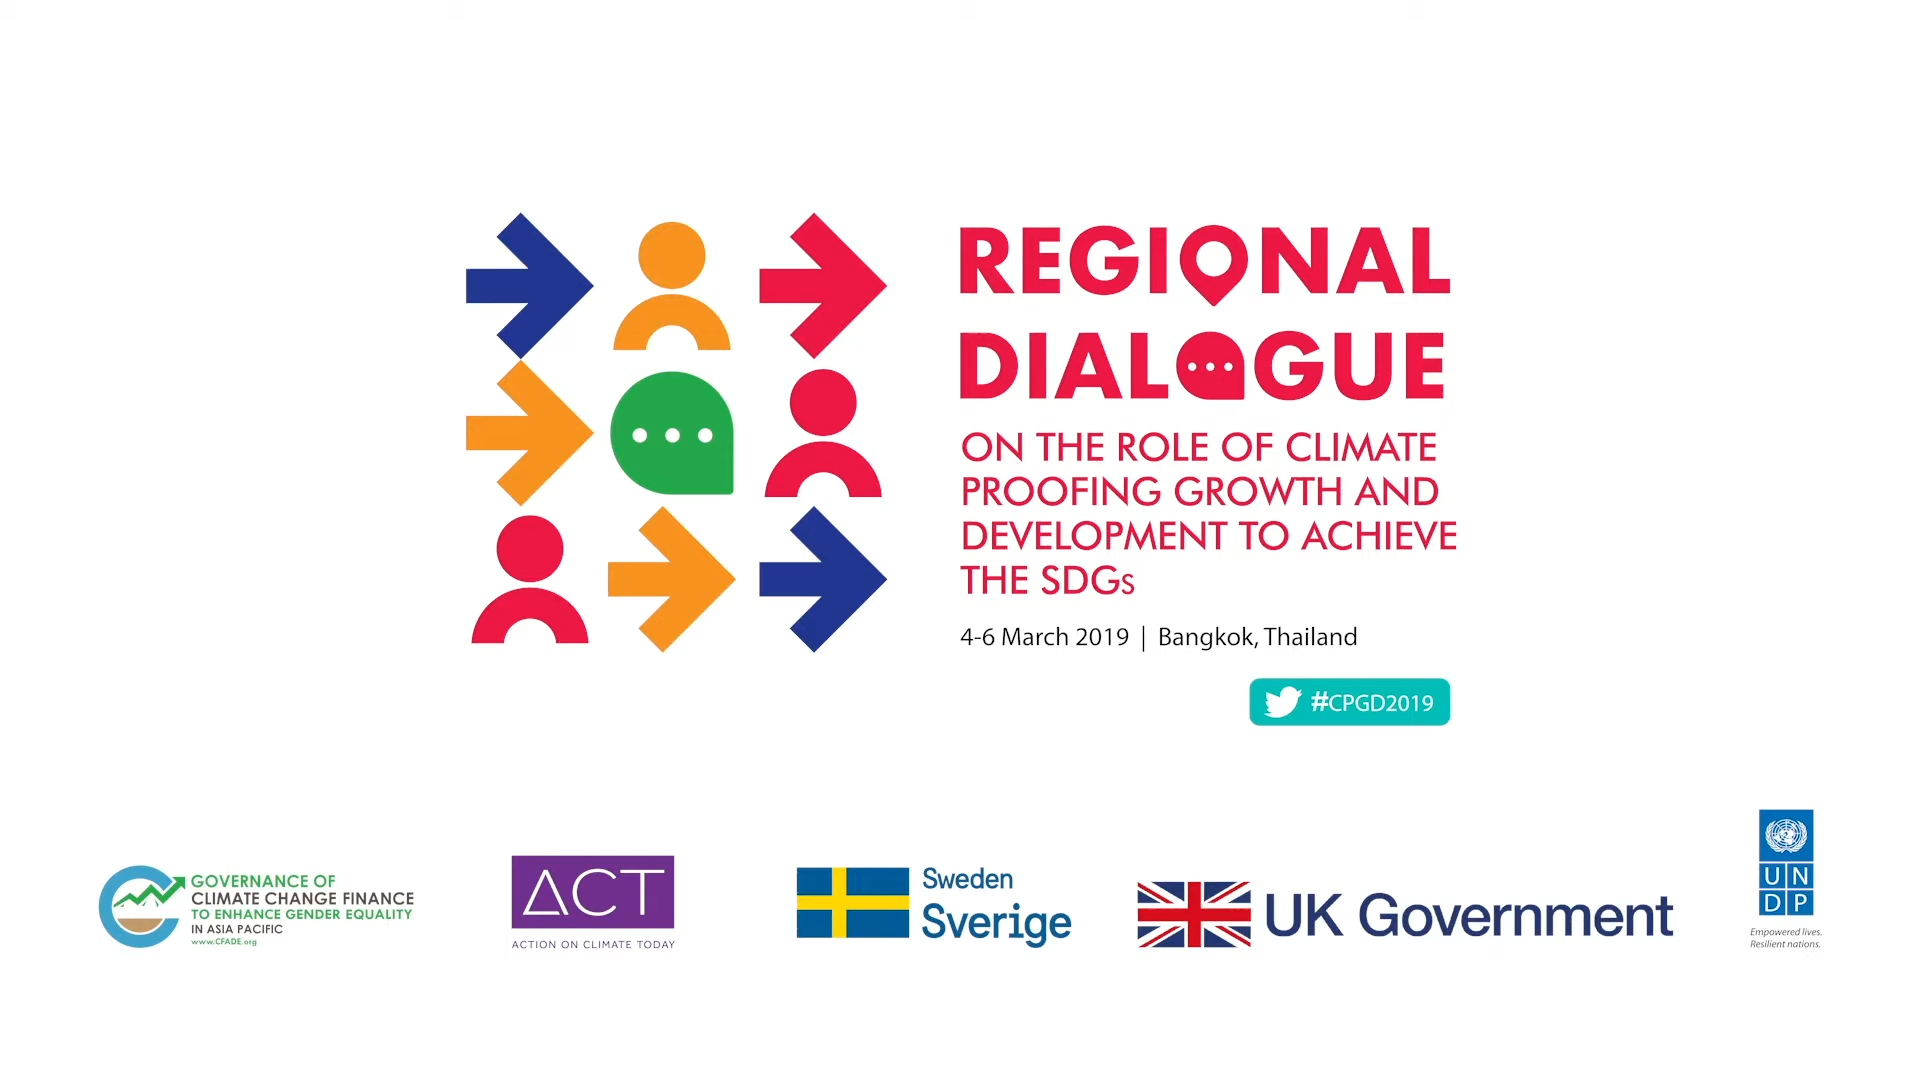 REGIONAL
DIALOGUE
ON THE ROLE OF CLIMATE
PROOFING GROWTH AND
DEVELOPMENT TO ACHIEVE
THE SDGs
4-6 March 2019 | Bangkok, Thailand
#CPGD2019
GOVERNANCE OF
CLIMATE CHANGE FINANCE
TO ENHANCE GENDER EQUALITY
IN ASIA PACIFIC
www.CFADE.org
ACT
ACTION ON CLIMATE TODAY
Sweden
Sverige
UK Government
UN
DP
Empowered lives.
Resilient nations.